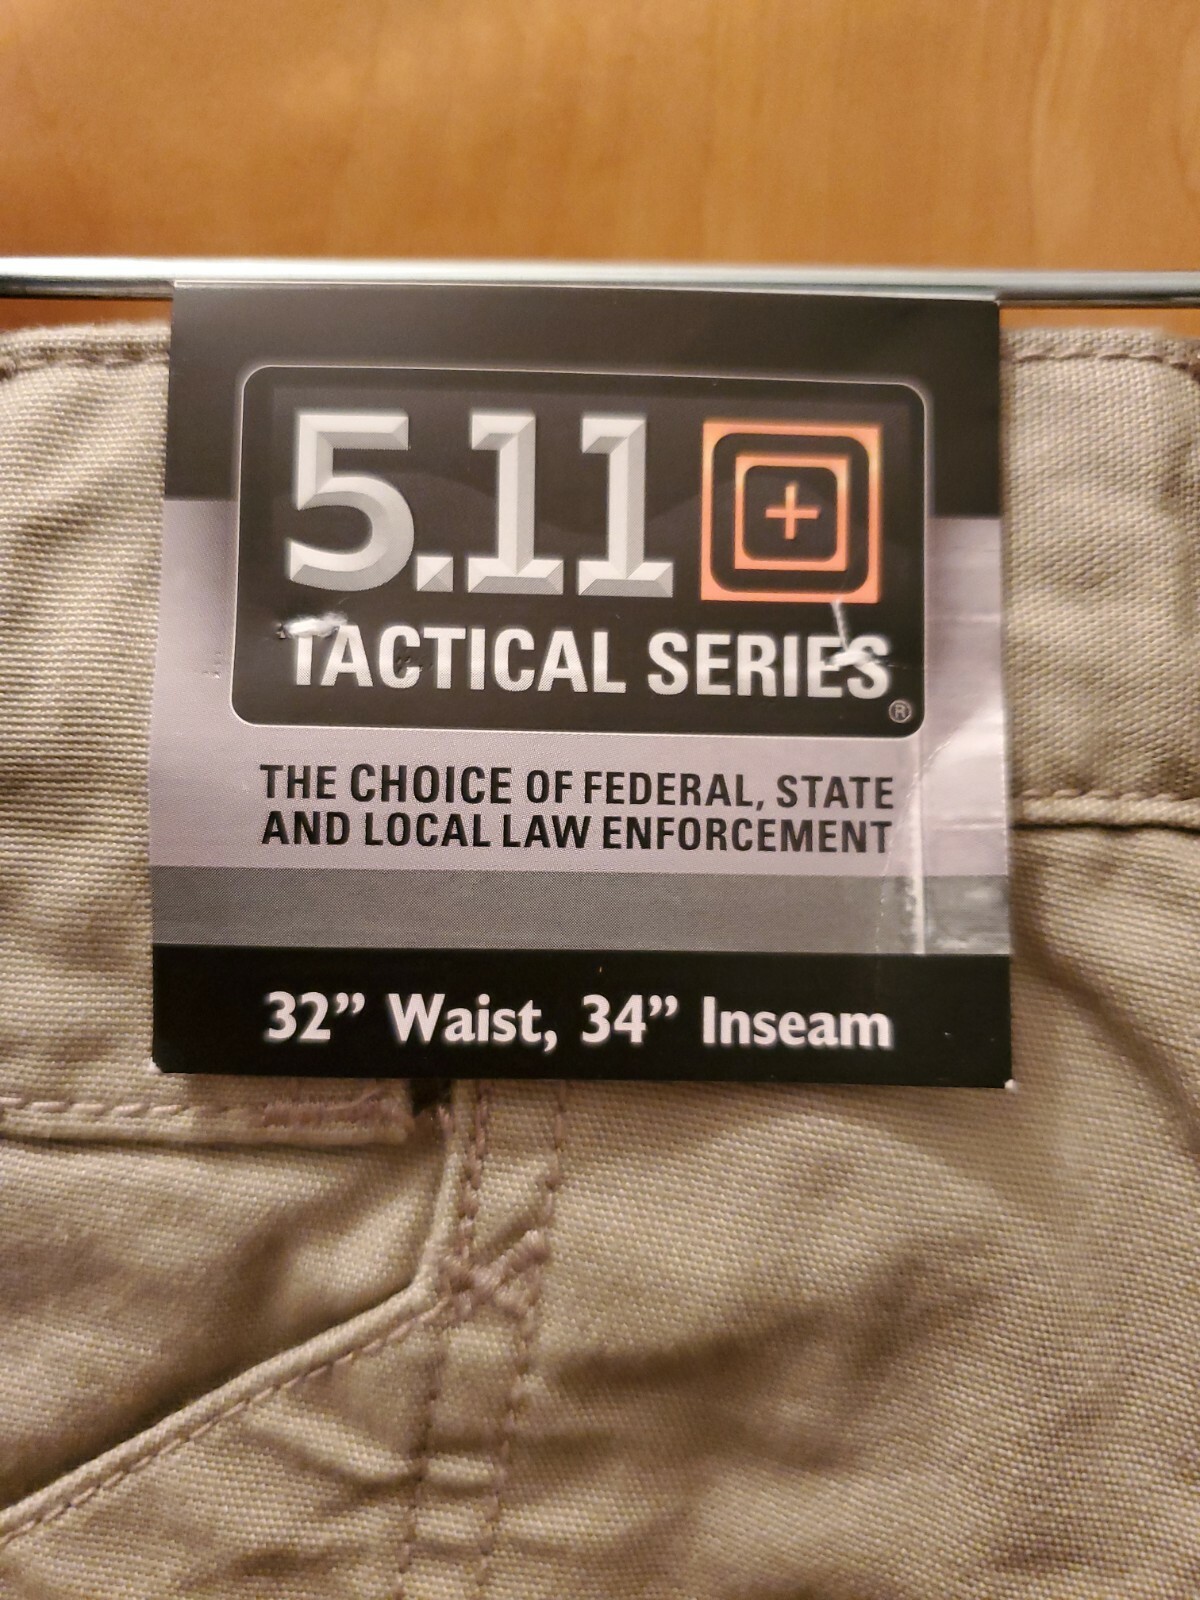 5.11
TACTICAL SERIES
®
THE CHOICE OF FEDERAL, STATE
AND LOCAL LAW ENFORCEMENT
32” Waist, 34” Inseam